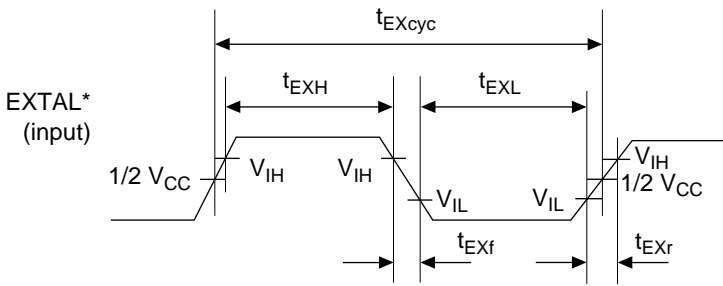 tEXcyc
tEXH
tEXL
EXTAL*
(input)
VIH
VIH
VIH
1/2 VCC
1/2 VCC
VIL
VIL
tEXf
tEXr